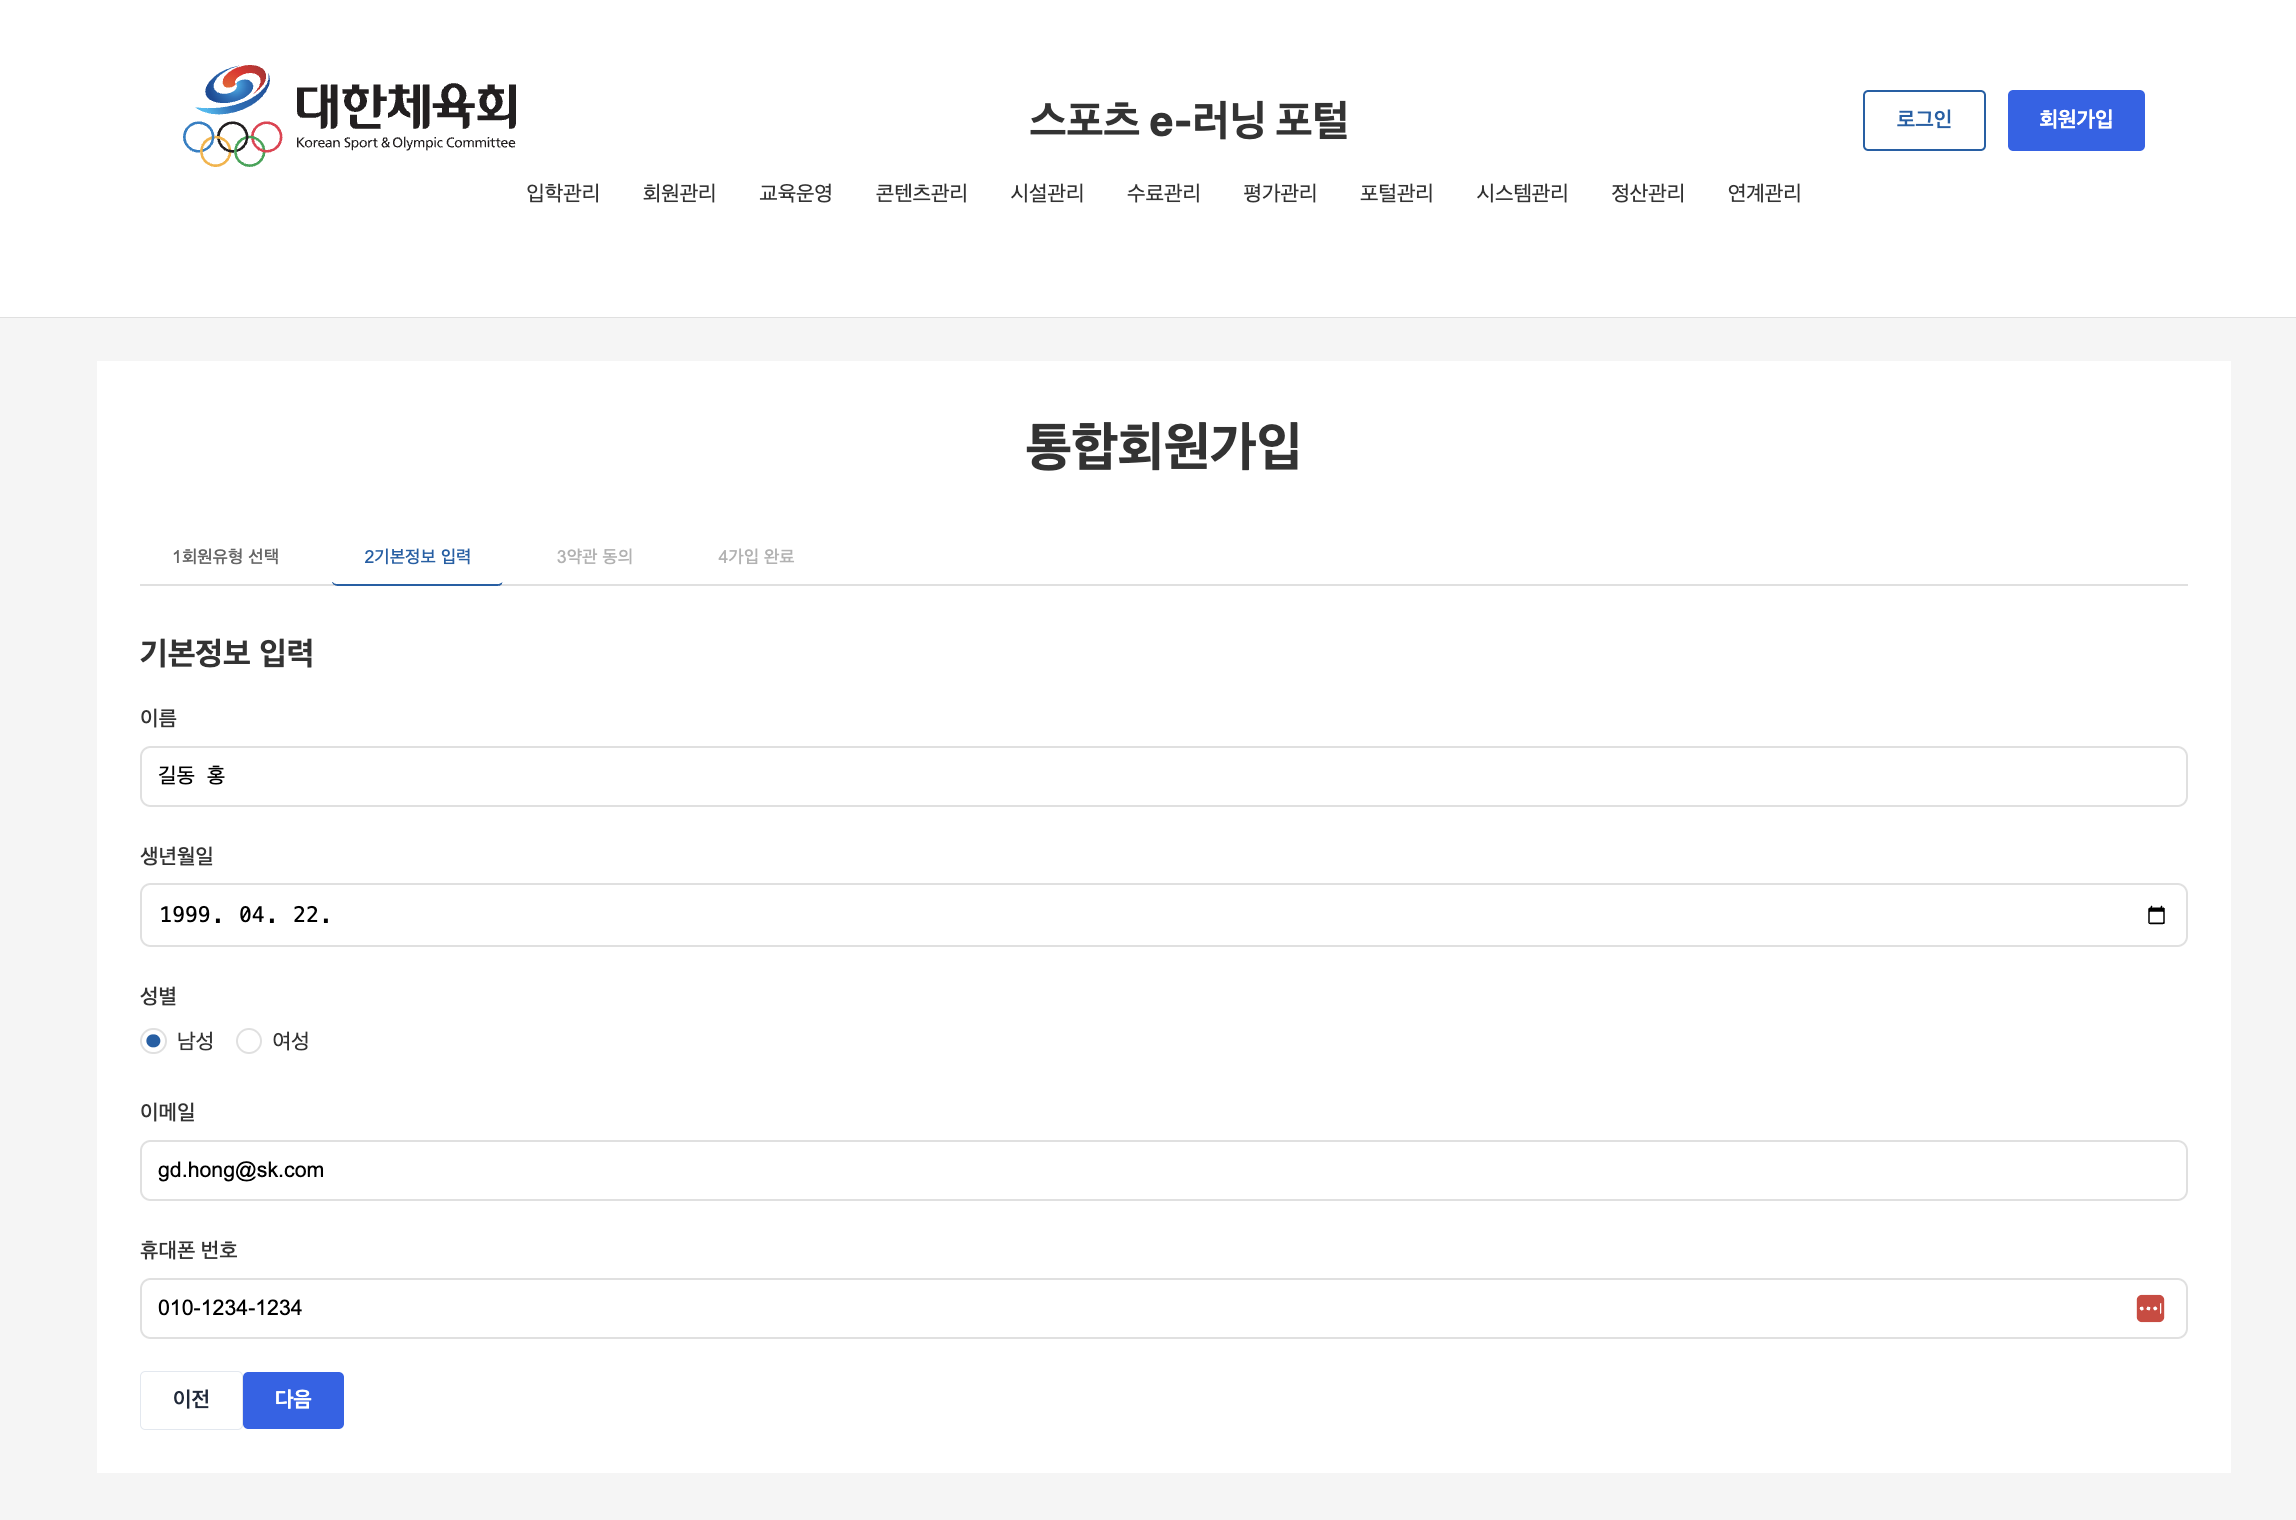 대한체육회
Korean Sport & Olympic Committee
스포츠 e-러닝 포털
로그인
회원가입
입학관리 회원관리 교육운영 콘텐츠관리 시설관리 수료관리 평가관리 포털관리 시스템관리 정산관리 연계관리
통합회원가입
1회원유형 선택 2기본정보 입력 3약관 동의 4가입 완료
기본정보 입력
이름
길동 홍
생년월일
1999. 04. 22.
성별
남성 여성
이메일
gd.hong@sk.com
휴대폰 번호
010-1234-1234
이전 다음